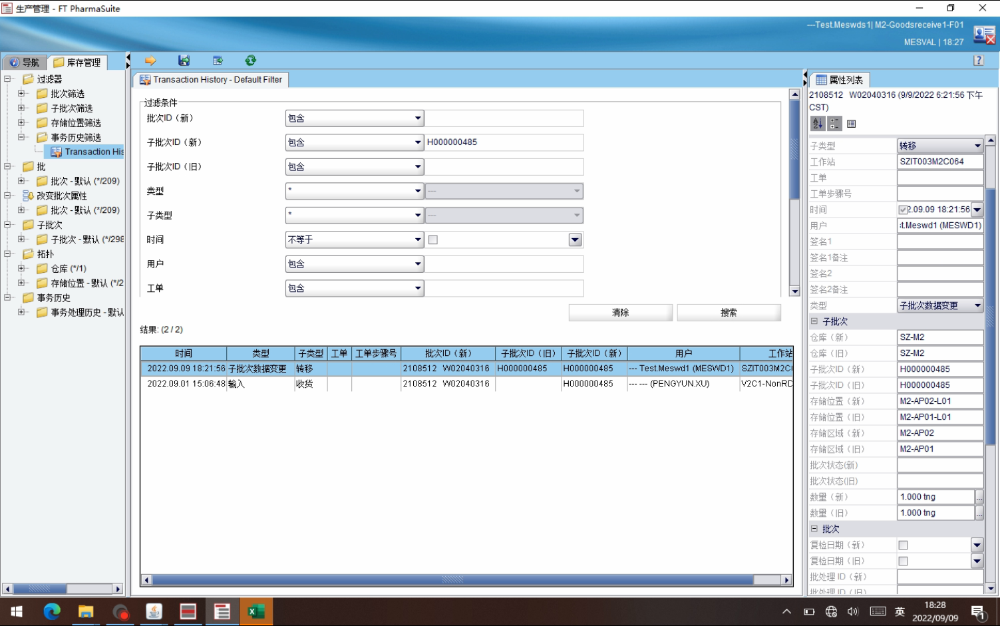 生产管理 - FT PharmaSuite
---Test.Meswds1| M2-Goodsreceive1-F01
MESVAL | 18:27
导航
库存管理
过滤器
批次筛选
子批次筛选
存储位置筛选
事务历史筛选
Transaction His
批
批次 - 默认 (*/209)
改变批次属性
批次 - 默认 (*/209)
子批次
子批次 - 默认 (*/298
拓扑
仓库 (*/1)
存储位置 - 默认 (*/2
事务历史
事务处理历史 - 默认
Transaction History - Default Filter
过滤条件
批次ID（新） 包含
子批次ID（新） 包含 H000000485
子批次ID（旧） 包含
类型 * ---
子类型 * ---
时间 不等于
用户 包含
工单 包含
清除 搜索
结果: (2 / 2)
时间 类型 子类型 工单 工单步骤号 批次ID（新） 子批次ID（旧） 子批次ID（新） 用户 工作站
2022.09.09 18:21:56 子批次数据变更 转移 2108512 W02040316 H000000485 H000000485 --- Test.Meswd1 (MESWD1) SZIT003M2C
2022.09.01 15:06:48 输入 收货 2108512 W02040316 H000000485 --- --- (PENGYUN.XU) V2C1-NonRD
属性列表
2108512 W02040316 (9/9/2022 6:21:56 下午
CST)
子类型 转移
工作站 SZIT003M2C064
工单
工单步骤号
时间 2.09.09 18:21:56
用户 t.Meswd1 (MESWD1)
签名1
签名1备注
签名2
签名2备注
类型 子批次数据变更
子批次
仓库（新） SZ-M2
仓库（旧） SZ-M2
子批次ID（新） H000000485
子批次ID（旧） H000000485
存储位置（新） M2-AP02-L01
存储位置（旧） M2-AP01-L01
存储区域（新） M2-AP02
存储区域（旧） M2-AP01
批次状态(新)
批次状态(旧)
数量（新） 1.000 tng ...
数量（旧） 1.000 tng ...
批次
复检日期（新）
复检日期（旧）
批处理 ID（新）
批处理 ID（旧）
英
18:28
2022/09/09
1